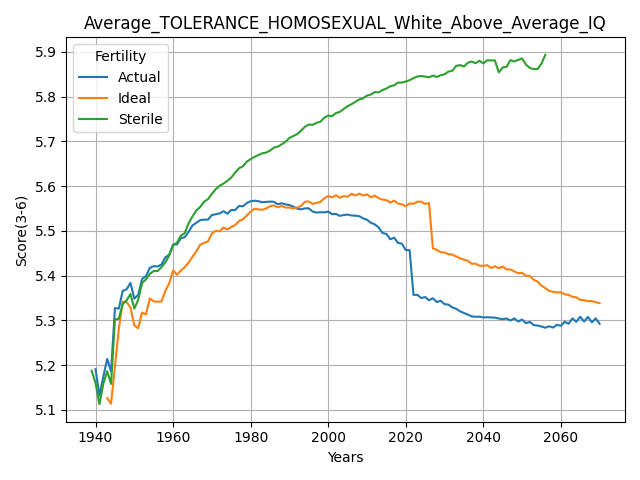 Average_TOLERANCE_HOMOSEXUAL_White_Above_Average_IQ
Fertility
Actual
Ideal
Sterile
Score(3-6)
5.9
5.8
5.7
5.6
5.5
5.4
5.3
5.2
5.1
1940 1960 1980 2000 2020 2040 2060
Years